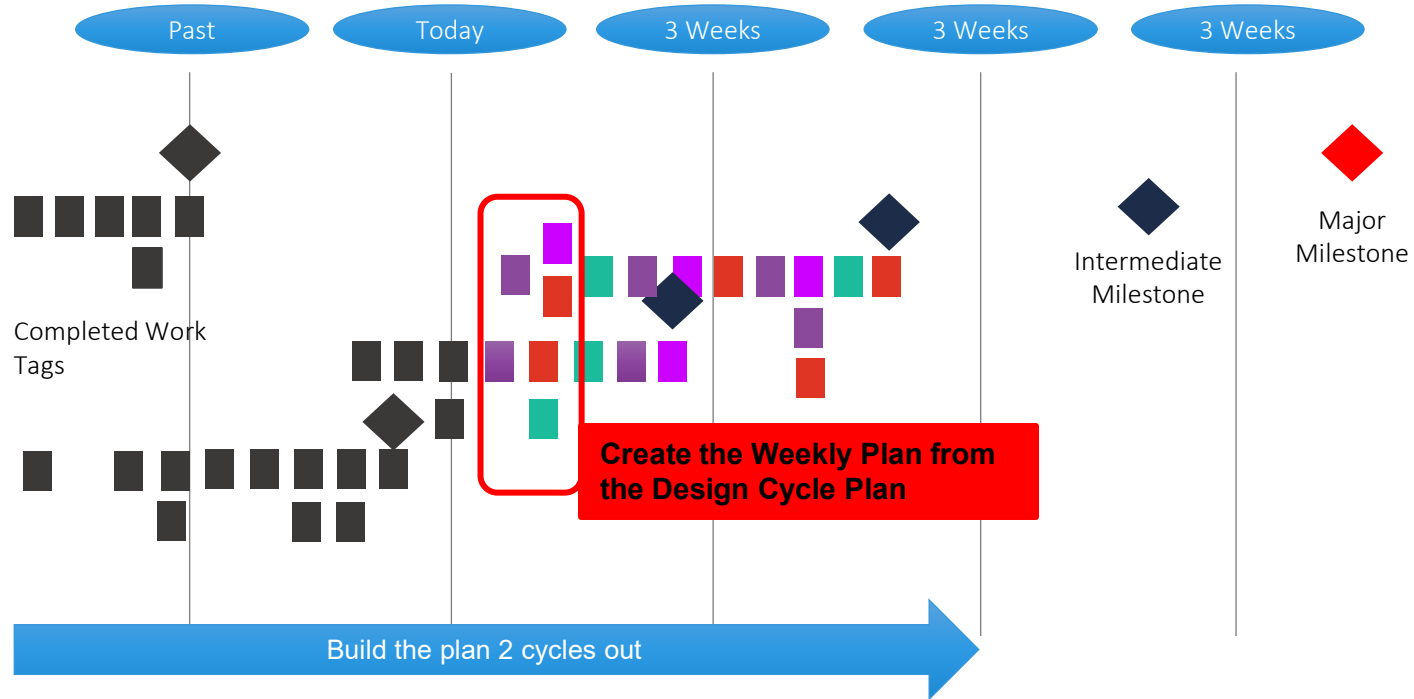 Past
Today
3 Weeks
3 Weeks
3 Weeks
Major
Milestone
Intermediate
Milestone
Completed Work
Tags
Create the Weekly Plan from
the Design Cycle Plan
Build the plan 2 cycles out